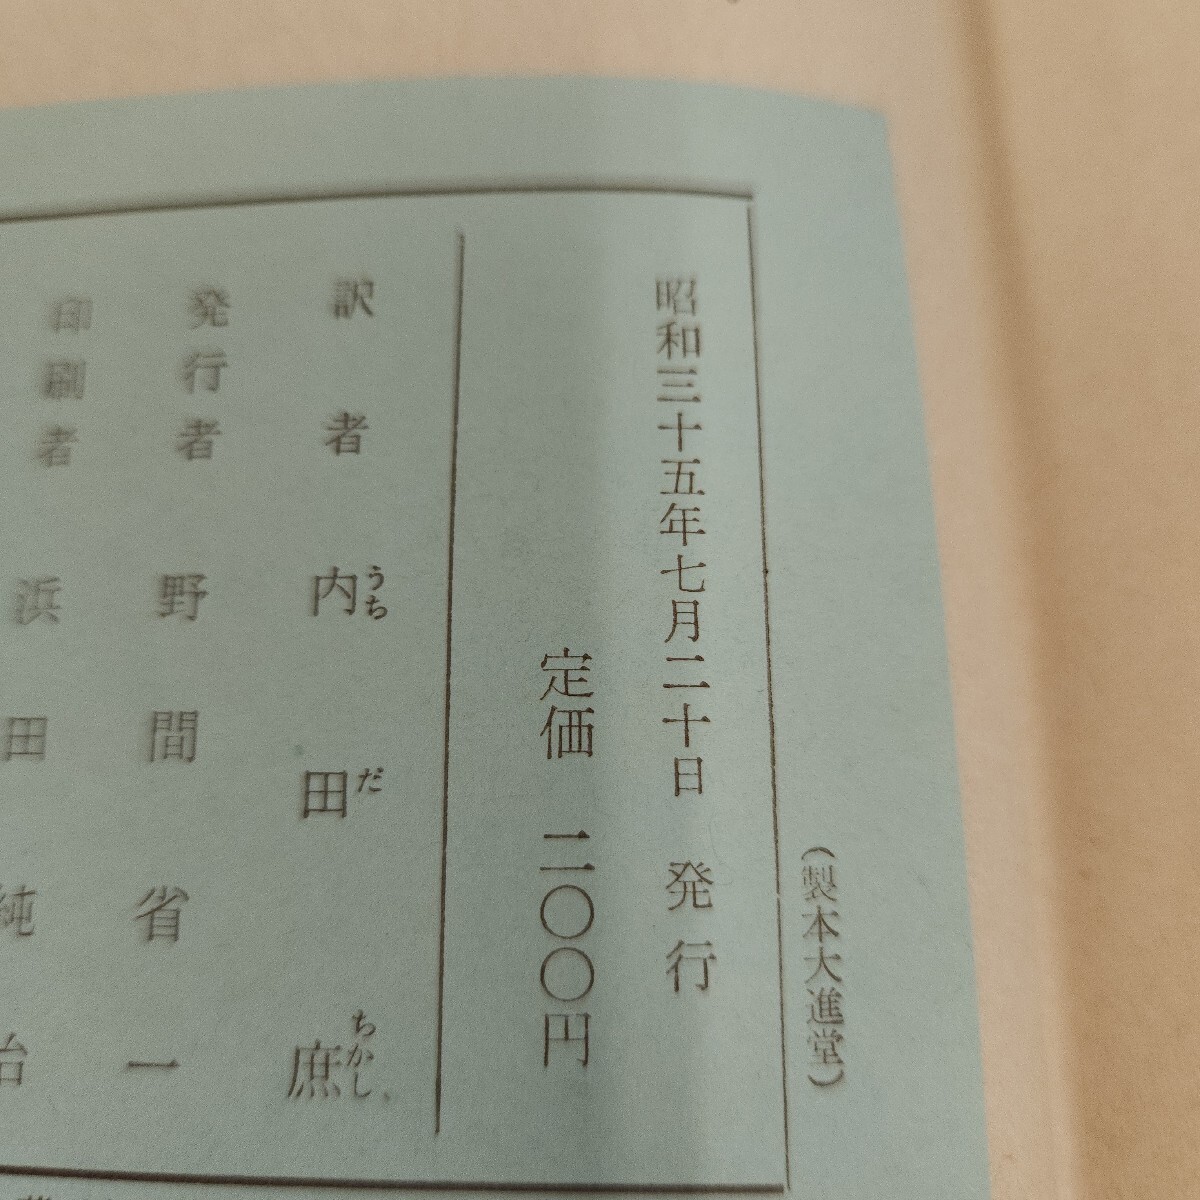 (製本大進堂)
昭和三十五年七月二十日 発行
定価 二〇〇円
訳者 内田庶
うちだちかし
発行者 野間省一
印刷者 浜田純治